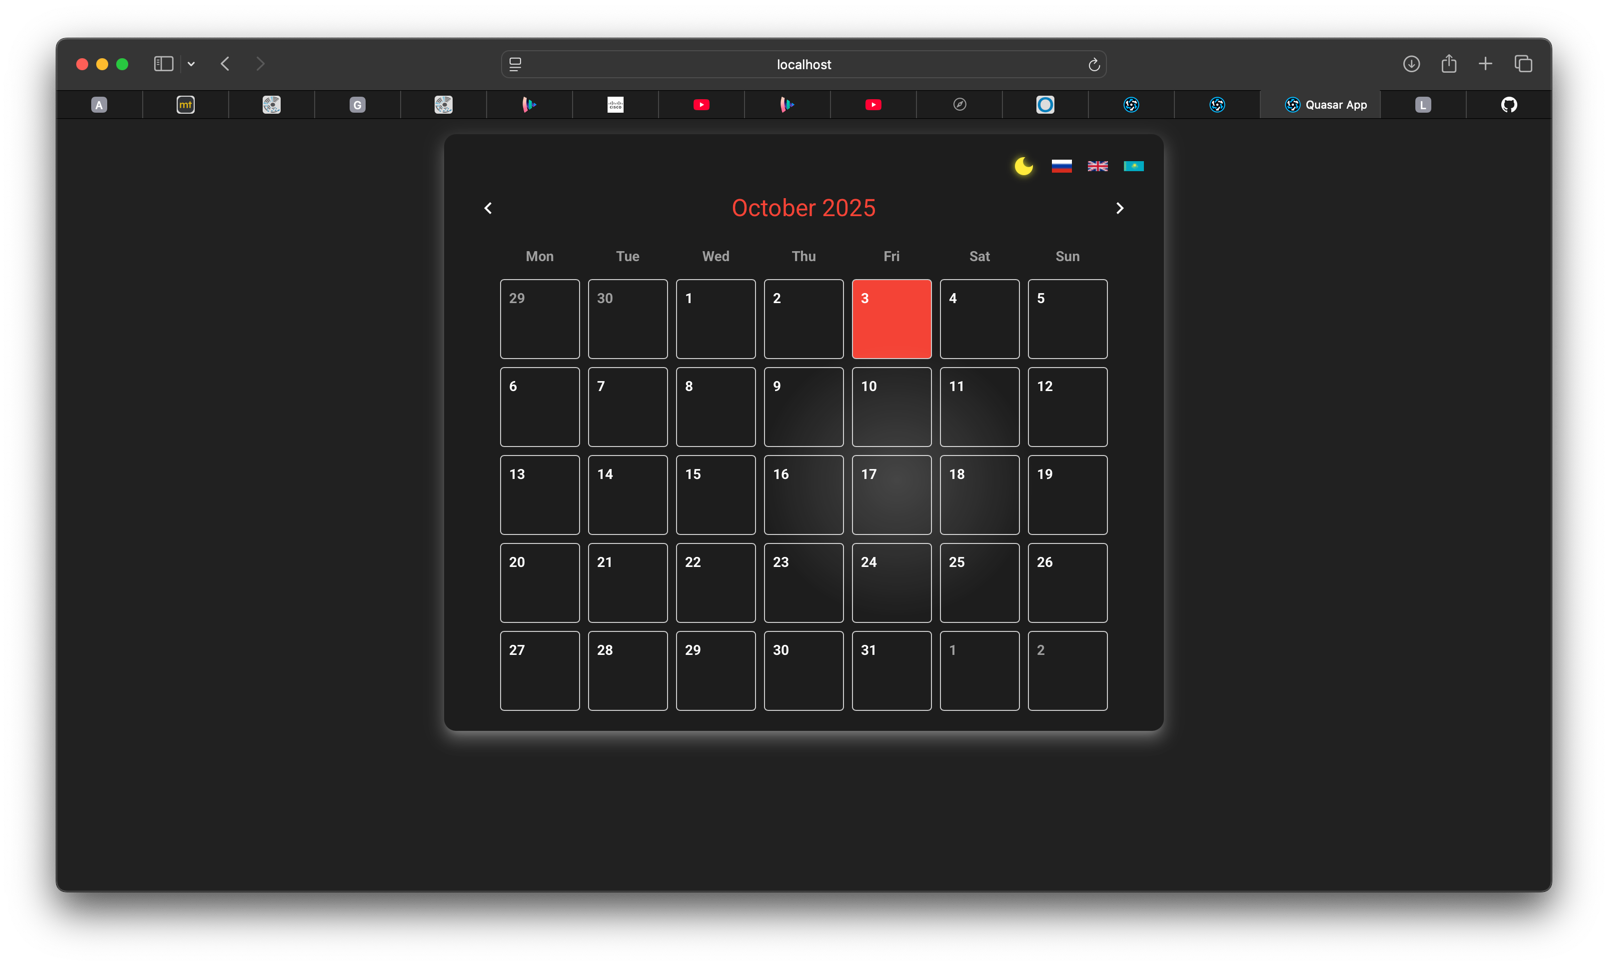 localhost
A
mt
G
CISCO
Quasar App
L
October 2025
Mon Tue Wed Thu Fri Sat Sun
29 30 1 2 3 4 5
6 7 8 9 10 11 12
13 14 15 16 17 18 19
20 21 22 23 24 25 26
27 28 29 30 31 1 2